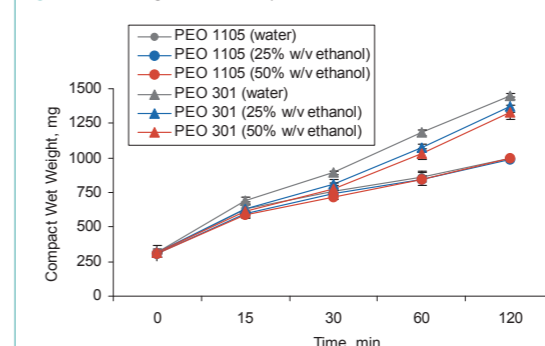 PEO 1105 (water)
PEO 1105 (25% w/v ethanol)
PEO 1105 (50% w/v ethanol)
PEO 301 (water)
PEO 301 (25% w/v ethanol)
PEO 301 (50% w/v ethanol)
Compact Wet Weight, mg
1500
1250
1000
750
500
250
0
0 15 30 60 120
Time, min